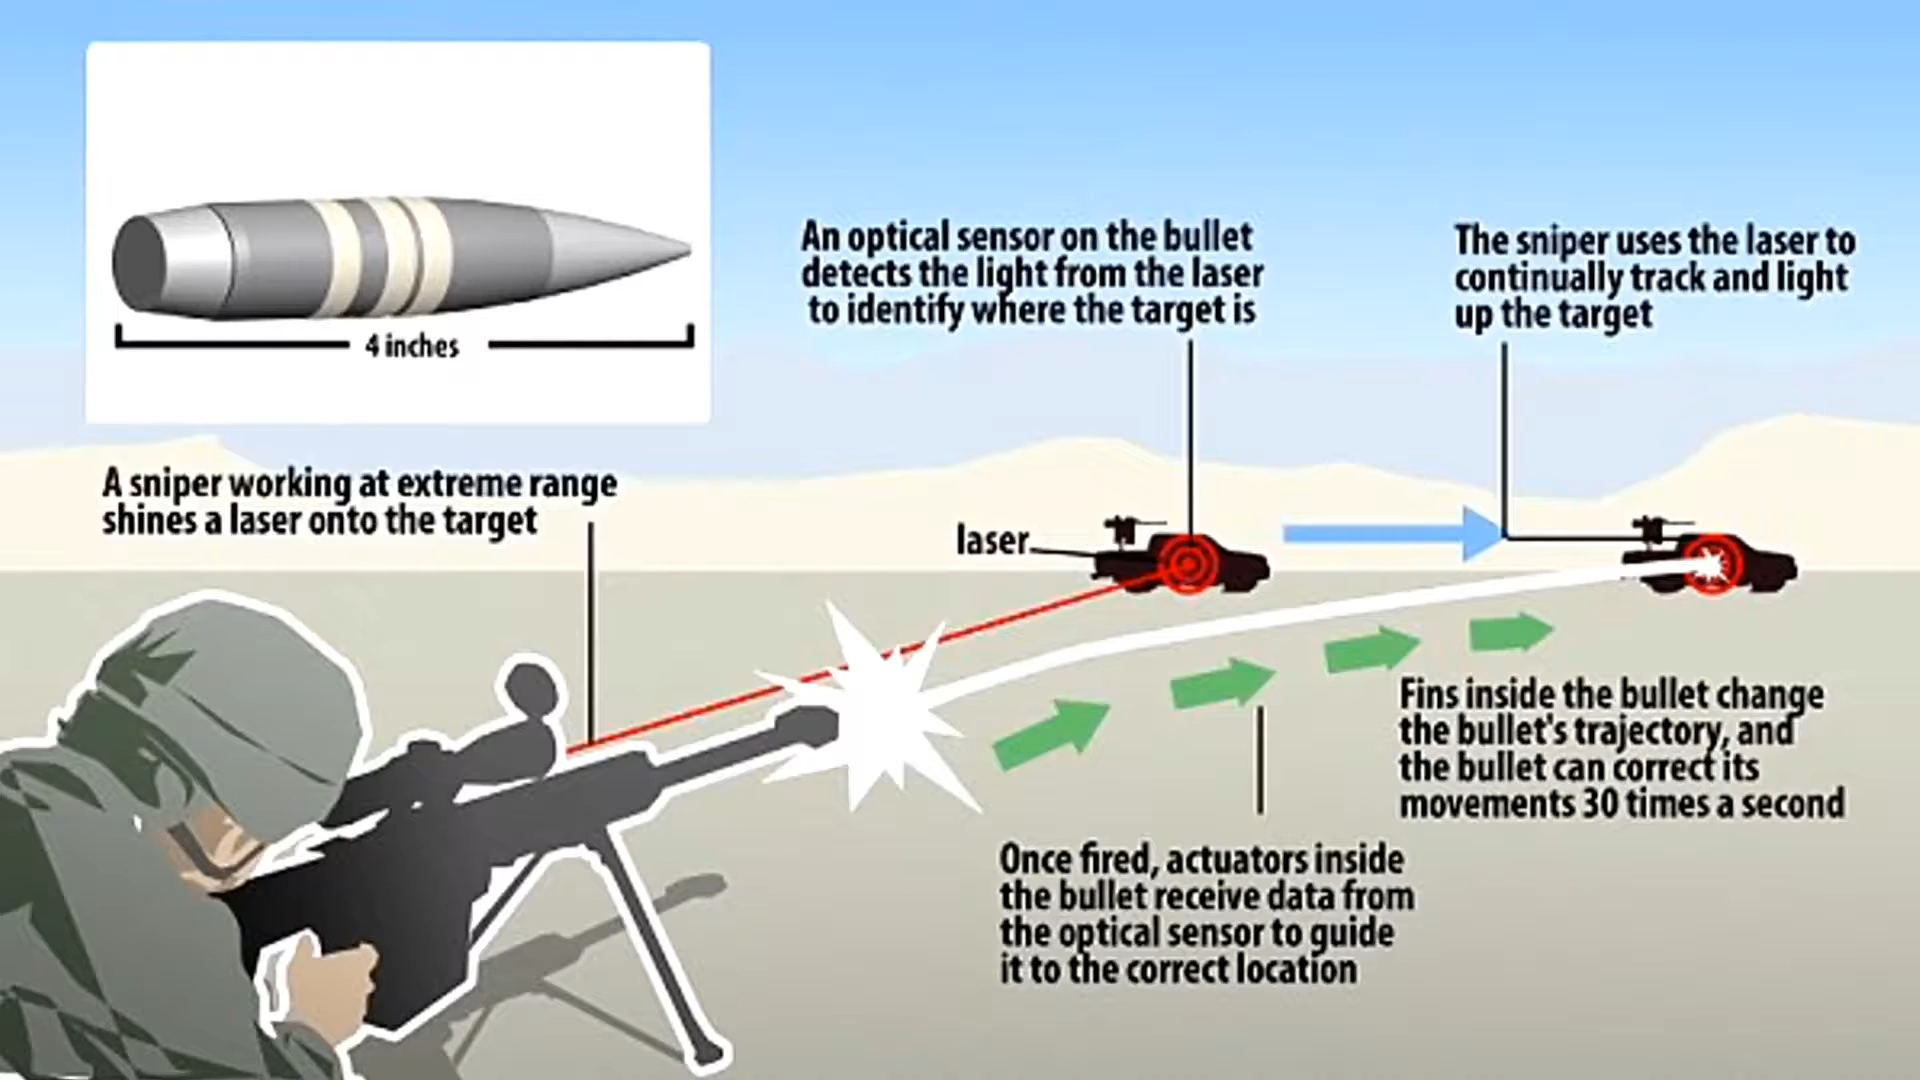 4 inches
An optical sensor on the bullet
detects the light from the laser
to identify where the target is
The sniper uses the laser to
continually track and light
up the target
A sniper working at extreme range
shines a laser onto the target
laser
Fins inside the bullet change
the bullet's trajectory, and
the bullet can correct its
movements 30 times a second
Once fired, actuators inside
the bullet receive data from
the optical sensor to guide
it to the correct location